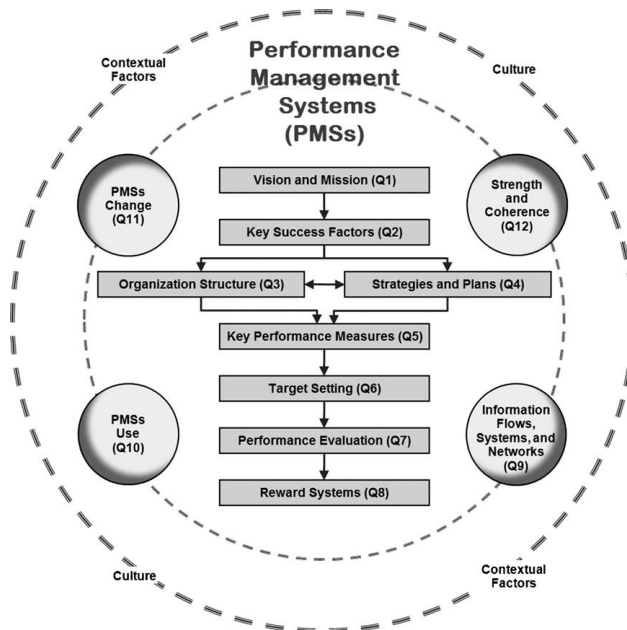 Performance
Management
Systems
(PMSs)
Contextual
Factors
Culture
PMSs
Change
(Q11)
Strength
and
Coherence
(Q12)
Vision and Mission (Q1)
Key Success Factors (Q2)
Organization Structure (Q3)
Strategies and Plans (Q4)
Key Performance Measures (Q5)
Target Setting (Q6)
Performance Evaluation (Q7)
Reward Systems (Q8)
PMSs
Use
(Q10)
Information
Flows,
Systems, and
Networks
(Q9)
Culture
Contextual
Factors